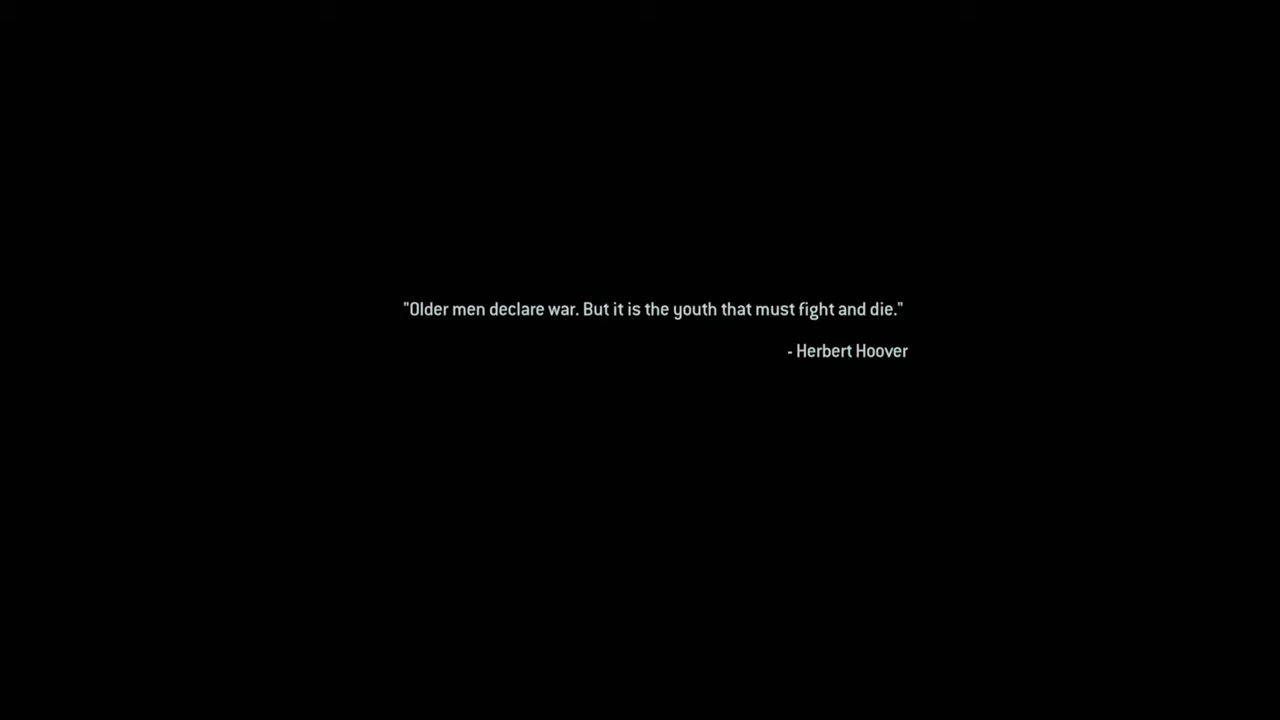 "Older men declare war. But it is the youth that must fight and die."
- Herbert Hoover